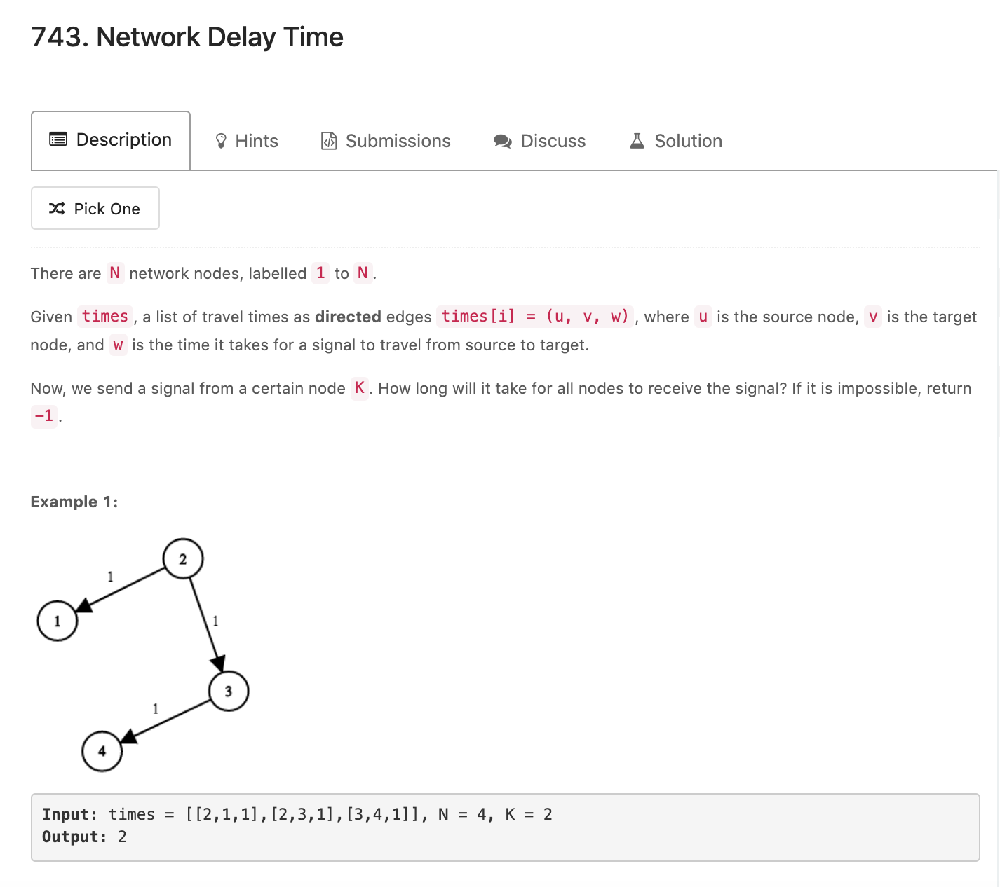 743. Network Delay Time
Description
Hints
Submissions
Discuss
Solution
Pick One
There are N network nodes, labelled 1 to N.
Given times, a list of travel times as directed edges times[i] = (u, v, w), where u is the source node, v is the target
node, and w is the time it takes for a signal to travel from source to target.
Now, we send a signal from a certain node K. How long will it take for all nodes to receive the signal? If it is impossible, return
-1.
Example 1:
2
1
1
1
3
1
4
Input: times = [[2,1,1],[2,3,1],[3,4,1]], N = 4, K = 2
Output: 2